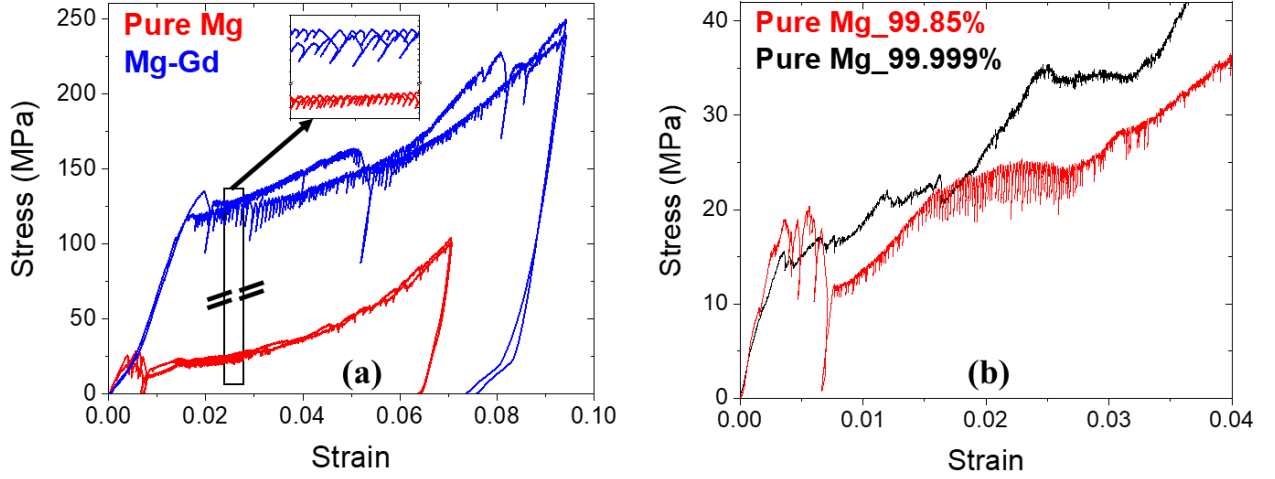 Pure Mg
Mg-Gd
250
200
150
100
50
0
0.00 0.02 0.04 0.06 0.08 0.10
Stress (MPa)
Strain
(a)
Pure Mg_99.85%
Pure Mg_99.999%
40
30
20
10
0
0.00 0.01 0.02 0.03 0.04
Stress (MPa)
Strain
(b)